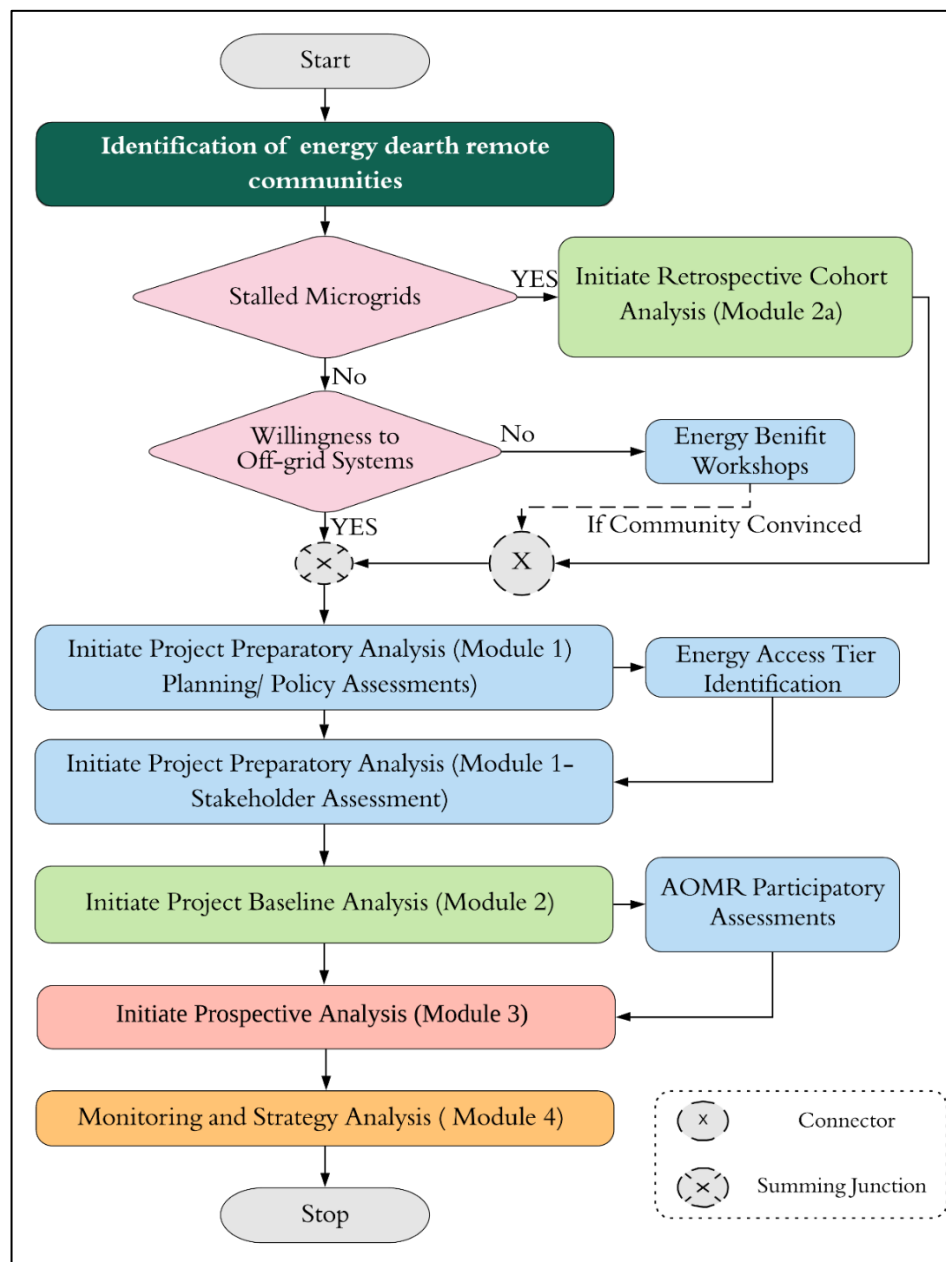 Start
Identification of energy dearth remote
communities
Stalled Microgrids
YES
Initiate Retrospective Cohort
Analysis (Module 2a)
No
Willingness to
Off-grid Systems
No
Energy Benifit
Workshops
YES
If Community Convinced
X
X
Initiate Project Preparatory Analysis (Module 1)
Planning/ Policy Assessments)
Energy Access Tier
Identification
Initiate Project Preparatory Analysis (Module 1-
Stakeholder Assessment)
Initiate Project Baseline Analysis (Module 2)
AOMR Participatory
Assessments
Initiate Prospective Analysis (Module 3)
Monitoring and Strategy Analysis ( Module 4)
Stop
X
Connector
X
Summing Junction